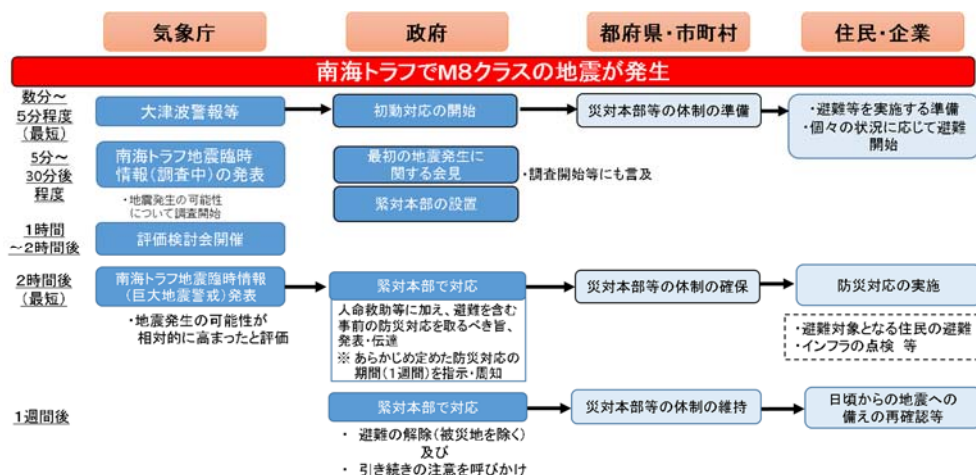 気象庁
政府
都府県・市町村
住民・企業
南海トラフでM8クラスの地震が発生
数分～
5分程度
(最短)
大津波警報等
初動対応の開始
災対本部等の体制の準備
・避難等を実施する準備
・個々の状況に応じて避難
開始
5分～
30分後
程度
南海トラフ地震臨時
情報(調査中)の発表
・地震発生の可能性
について調査開始
最初の地震発生に
関する会見
・調査開始等にも言及
緊対本部の設置
1時間
～2時間後
評価検討会開催
2時間後
(最短)
南海トラフ地震臨時情報
(巨大地震警戒)発表
・地震発生の可能性が
相対的に高まったと評価
緊対本部で対応
人命救助等に加え、避難を含む
事前の防災対応を取るべき旨、
発表・伝達
※ あらかじめ定めた防災対応の
期間(1週間)を指示・周知
災対本部等の体制の確保
防災対応の実施
・避難対象となる住民の避難
・インフラの点検 等
1週間後
緊対本部で対応
・ 避難の解除(被災地を除く)
及び
・ 引き続きの注意を呼びかけ
災対本部等の体制の維持
日頃からの地震への
備えの再確認等